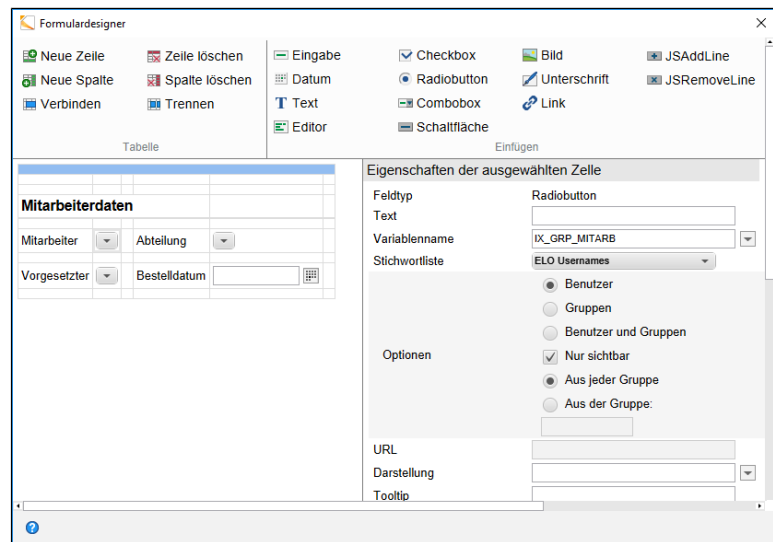 Formulardesigner
Neue Zeile
Zeile löschen
Neue Spalte
Spalte löschen
Verbinden
Trennen
Tabelle
Eingabe
Checkbox
Bild
JSAddLine
Datum
Radiobutton
Unterschrift
JSRemoveLine
Text
Combobox
Link
Editor
Schaltfläche
Einfügen
Mitarbeiterdaten
Mitarbeiter
Abteilung
Vorgesetzter
Bestelldatum
Eigenschaften der ausgewählten Zelle
Feldtyp Radiobutton
Text
Variablenname IX_GRP_MITARB
Stichwortliste ELO Usernames
Optionen
Benutzer
Gruppen
Benutzer und Gruppen
Nur sichtbar
Aus jeder Gruppe
Aus der Gruppe:
URL
Darstellung
Tooltip